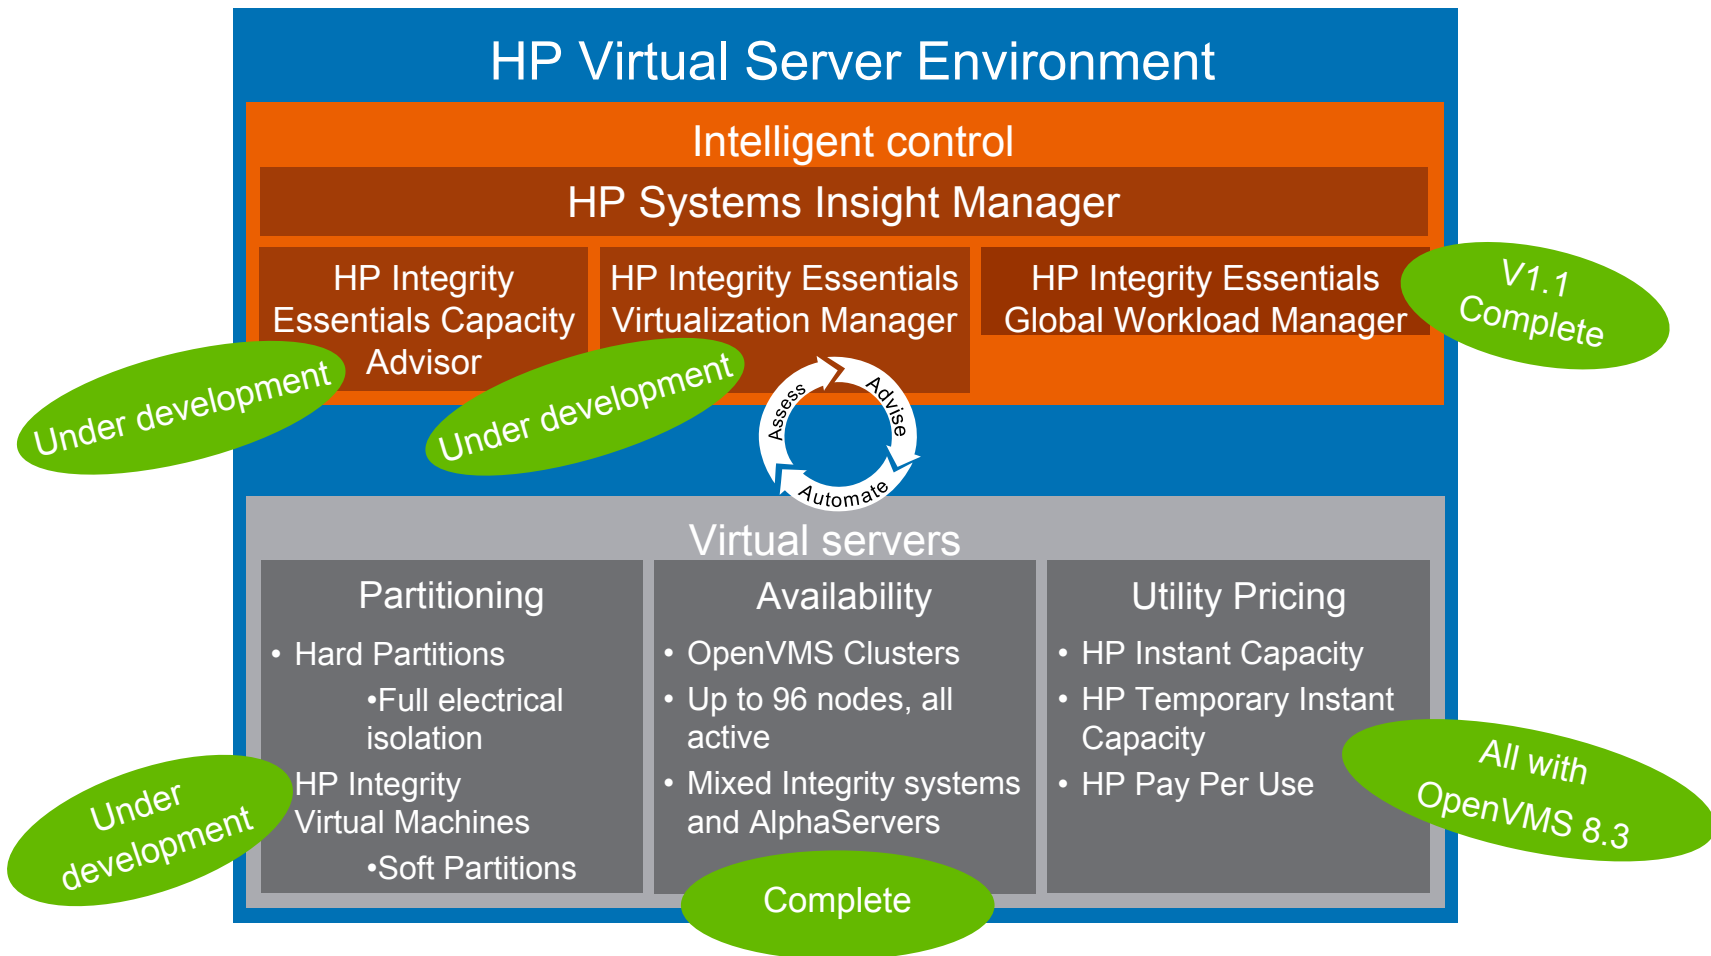 HP Virtual Server Environment
Intelligent control
HP Systems Insight Manager
HP Integrity
Essentials Capacity
Advisor
HP Integrity Essentials
Virtualization Manager
HP Integrity Essentials
Global Workload Manager
V1.1
Complete
Under development
Under development
Assess
Advise
Automate
Virtual servers
Partitioning
• Hard Partitions
•Full electrical
isolation
HP Integrity
Virtual Machines
•Soft Partitions
Under
development
Availability
• OpenVMS Clusters
• Up to 96 nodes, all
active
• Mixed Integrity systems
and AlphaServers
Complete
Utility Pricing
• HP Instant Capacity
• HP Temporary Instant
Capacity
• HP Pay Per Use
All with
OpenVMS 8.3